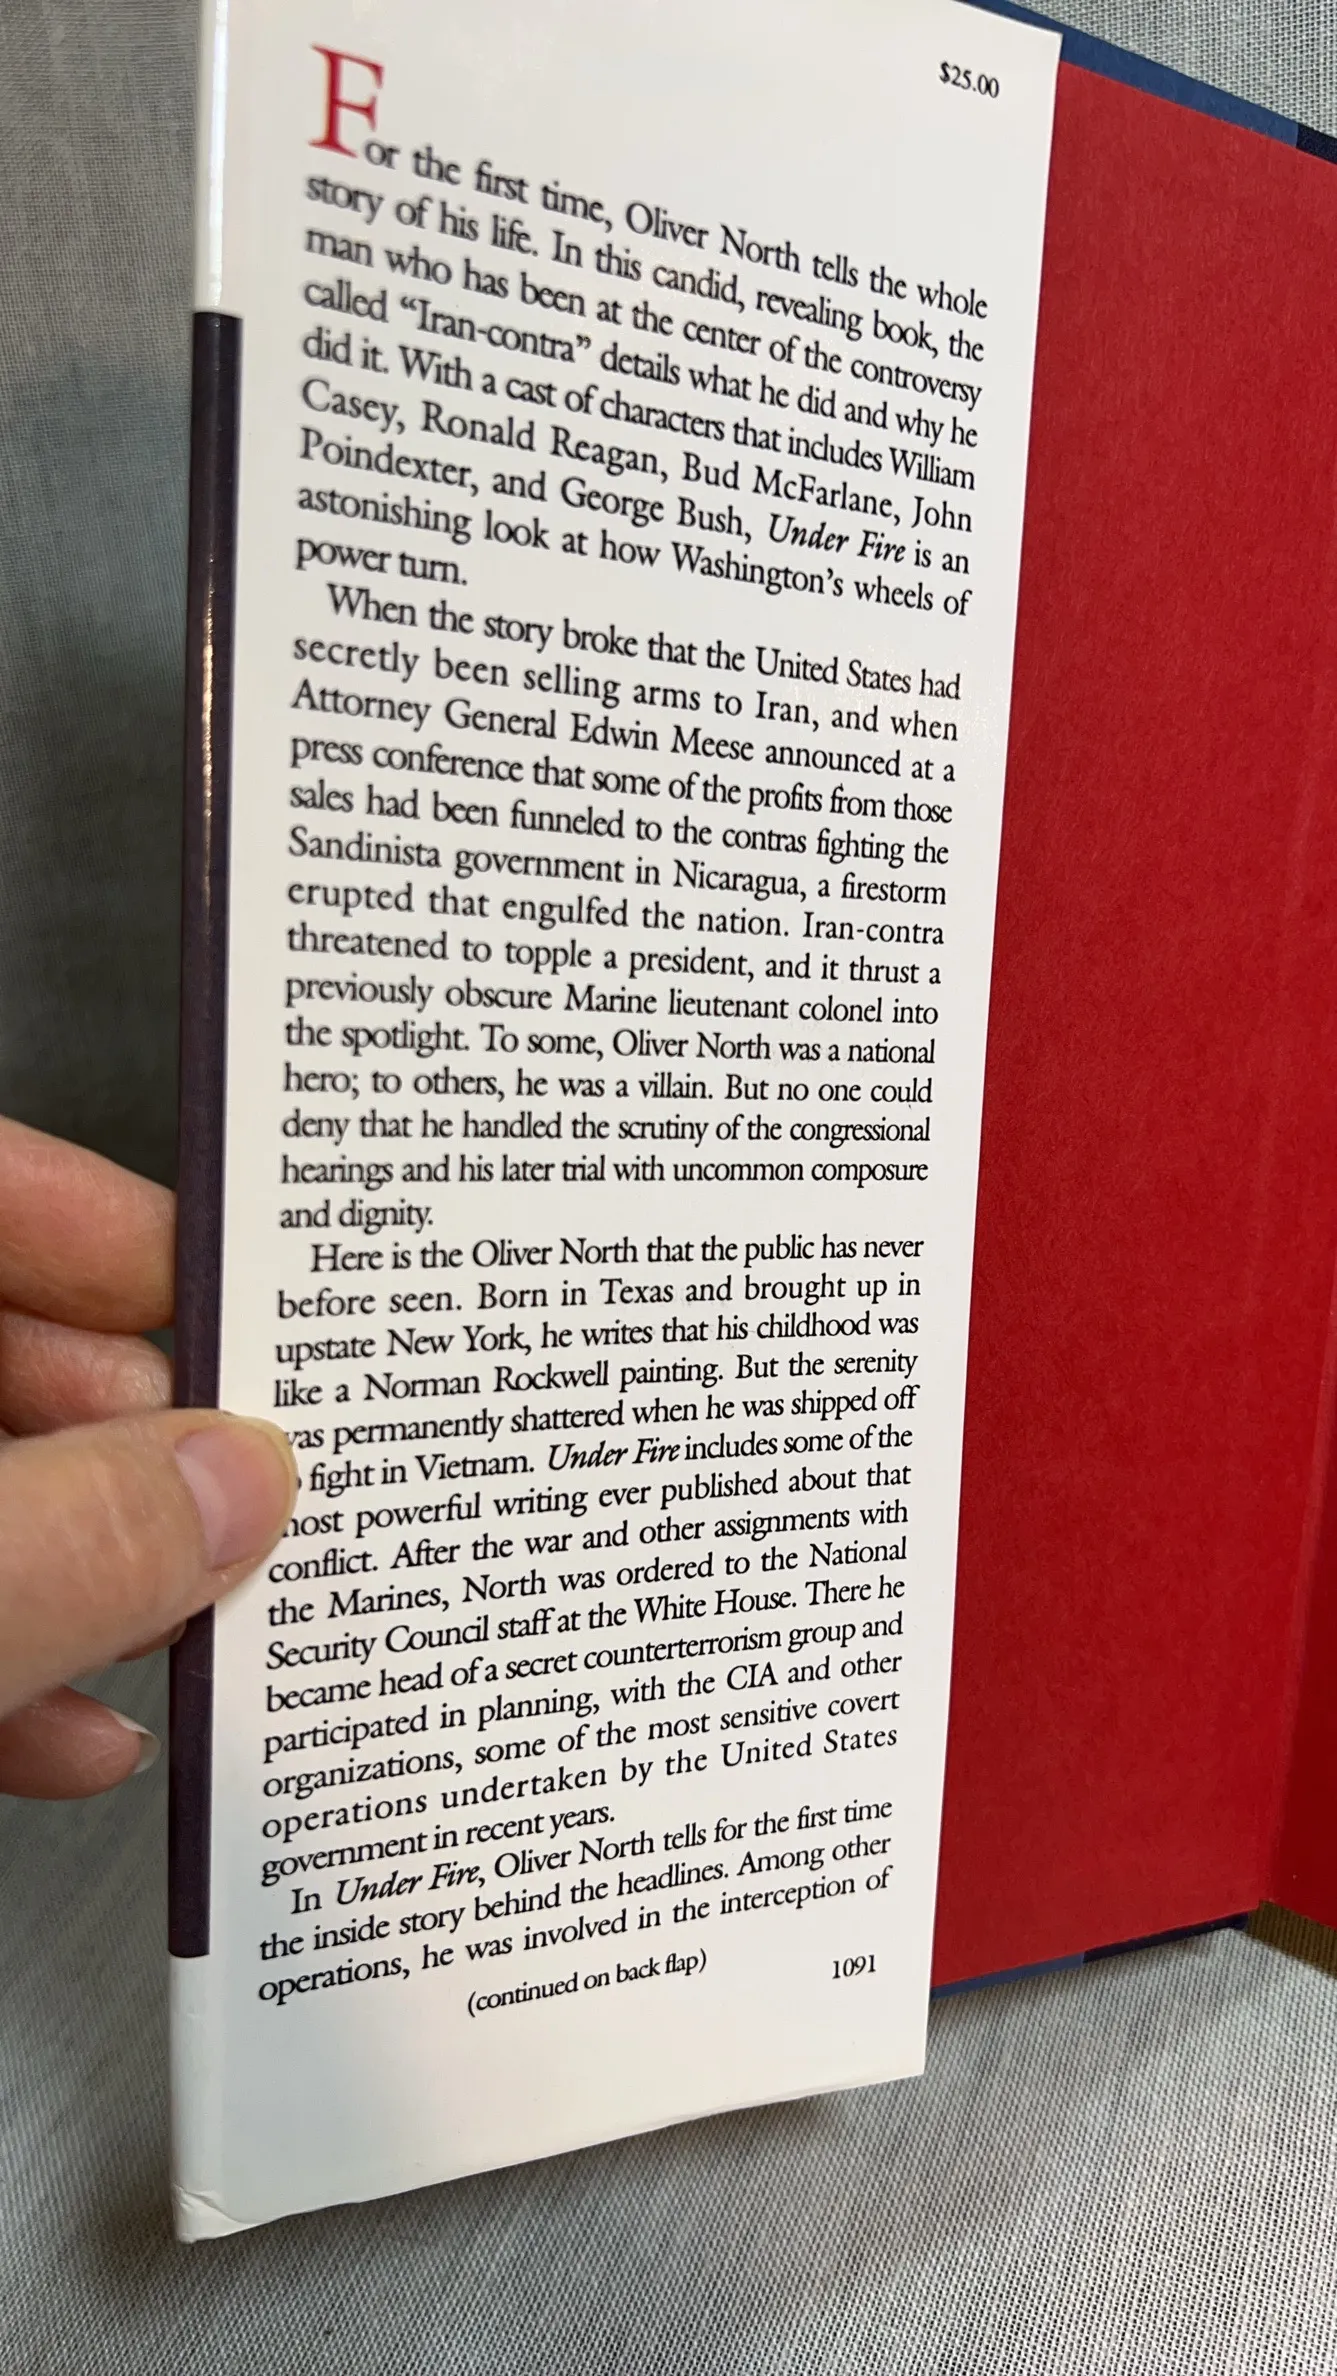 $25.00
For the first time, Oliver North tells the whole
story of his life. In this candid, revealing book, the
man who has been at the center of the controversy
called “Iran-contra” details what he did and why he
did it. With a cast of characters that includes William
Casey, Ronald Reagan, Bud McFarlane, John
Poindexter, and George Bush, Under Fire is an
astonishing look at how Washington’s wheels of
power turn.
When the story broke that the United States had
secretly been selling arms to Iran, and when
Attorney General Edwin Meese announced at a
press conference that some of the profits from those
sales had been funneled to the contras fighting the
Sandinista government in Nicaragua, a firestorm
erupted that engulfed the nation. Iran-contra
threatened to topple a president, and it thrust a
previously obscure Marine lieutenant colonel into
the spotlight. To some, Oliver North was a national
hero; to others, he was a villain. But no one could
deny that he handled the scrutiny of the congressional
hearings and his later trial with uncommon composure
and dignity.
Here is the Oliver North that the public has never
before seen. Born in Texas and brought up in
upstate New York, he writes that his childhood was
like a Norman Rockwell painting. But the serenity
was permanently shattered when he was shipped off
fight in Vietnam. Under Fire includes some of the
most powerful writing ever published about that
conflict. After the war and other assignments with
the Marines, North was ordered to the National
Security Council staff at the White House. There he
became head of a secret counterterrorism group and
participated in planning, with the CIA and other
organizations, some of the most sensitive covert
operations undertaken by the United States
government in recent years.
In Under Fire, Oliver North tells for the first time
the inside story behind the headlines. Among other
operations, he was involved in the interception of
(continued on back flap)
1091